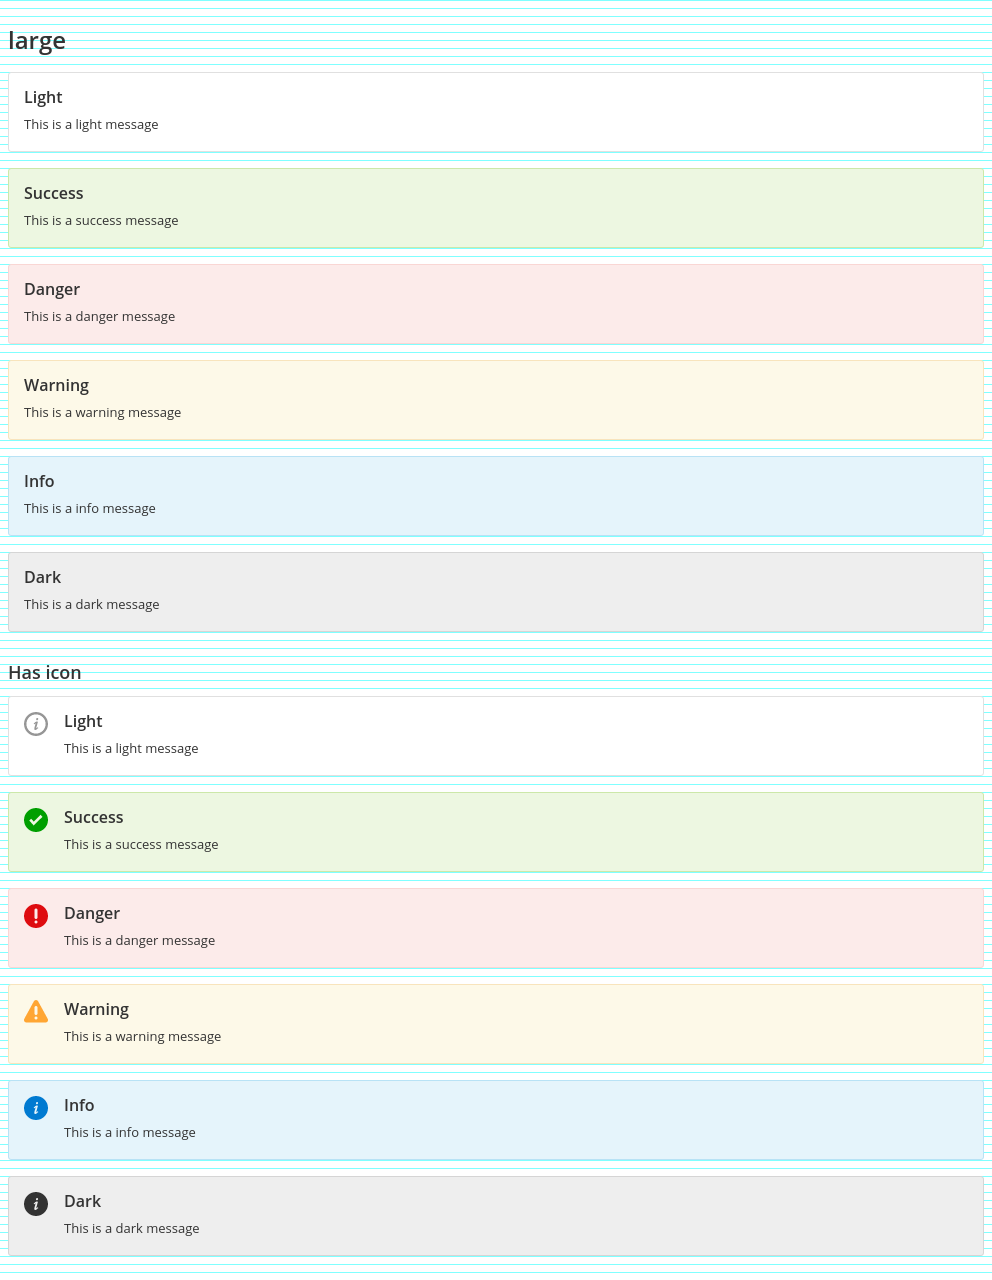 large
Light
This is a light message
Success
This is a success message
Danger
This is a danger message
Warning
This is a warning message
Info
This is a info message
Dark
This is a dark message
Has icon
Light
This is a light message
Success
This is a success message
Danger
This is a danger message
Warning
This is a warning message
Info
This is a info message
Dark
This is a dark message